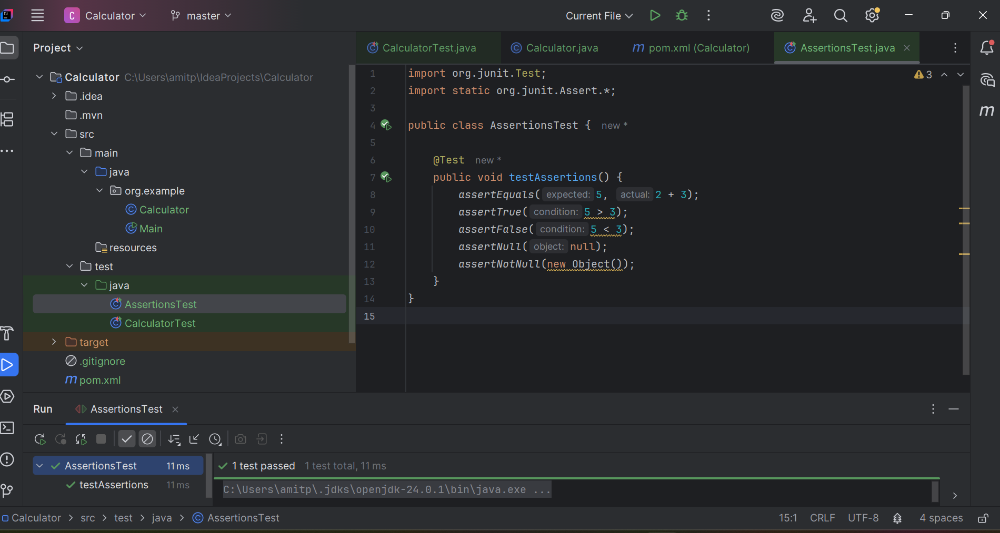 C Calculator master Current File
Project
Calculator C:\Users\amitp\IdeaProjects\Calculator
.idea
.mvn
src
main
java
org.example
Calculator
Main
resources
test
java
AssertionsTest
CalculatorTest
target
.gitignore
m pom.xml
CalculatorTest.java Calculator.java m pom.xml (Calculator) AssertionsTest.java
3
1 import org.junit.Test;
2 import static org.junit.Assert.*;
3
4 public class AssertionsTest { new *
5
6 @Test new *
7 public void testAssertions() {
8 assertEquals( expected: 5, actual: 2 + 3);
9 assertTrue( condition: 5 > 3);
10 assertFalse( condition: 5 < 3);
11 assertNull( object: null);
12 assertNotNull(new Object());
13 }
14 }
15
m
Run AssertionsTest
AssertionsTest 11 ms
testAssertions 11 ms
1 test passed 1 test total, 11 ms
C:\Users\amitp\.jdks\openjdk-24.0.1\bin\java.exe ...
Calculator > src > test > java > AssertionsTest
15:1 CRLF UTF-8 4 spaces